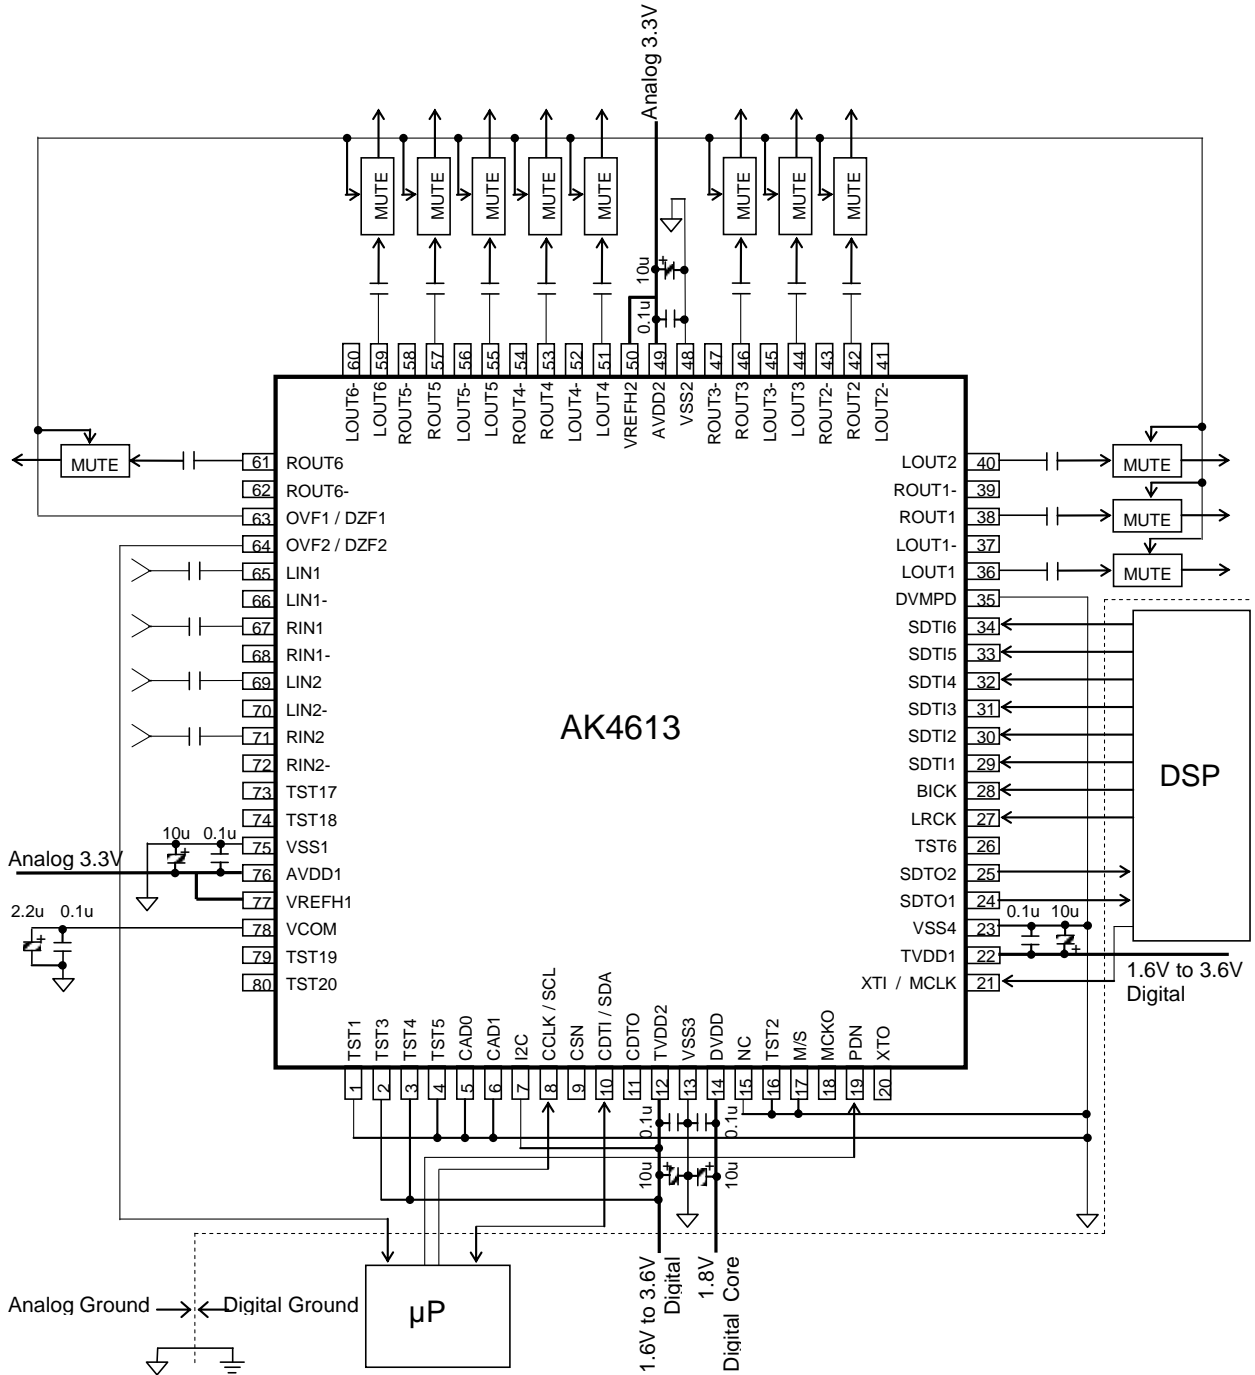 Analog 3.3V
MUTE
MUTE
MUTE
MUTE
MUTE
MUTE
MUTE
MUTE
10u
+
0.1u
60
59
58
57
56
55
54
53
52
51
50
49
48
47
46
45
44
43
42
41
LOUT6-
LOUT6
ROUT5-
ROUT5
LOUT5-
LOUT5
ROUT4-
ROUT4
LOUT4-
LOUT4
VREFH2
AVDD2
VSS2
ROUT3-
ROUT3
LOUT3-
LOUT3
ROUT2-
ROUT2
LOUT2-
MUTE
61 ROUT6
62 ROUT6-
63 OVF1 / DZF1
64 OVF2 / DZF2
65 LIN1
66 LIN1-
67 RIN1
68 RIN1-
69 LIN2
70 LIN2-
71 RIN2
72 RIN2-
73 TST17
74 TST18
10u 0.1u
+
75 VSS1
Analog 3.3V
76 AVDD1
77 VREFH1
2.2u 0.1u
+
78 VCOM
79 TST19
80 TST20
AK4613
LOUT2 40
MUTE
ROUT1- 39
ROUT1 38
MUTE
LOUT1- 37
LOUT1 36
MUTE
DVMPD 35
SDTI6 34
SDTI5 33
SDTI4 32
SDTI3 31
SDTI2 30
SDTI1 29
BICK 28
LRCK 27
TST6 26
SDTO2 25
SDTO1 24
VSS4 23
TVDD1 22
XTI / MCLK 21
DSP
0.1u 10u
+
1.6V to 3.6V
Digital
TST1
TST3
TST4
TST5
CAD0
CAD1
I2C
CCLK / SCL
CSN
CDTI / SDA
CDTO
TVDD2
VSS3
DVDD
NC
TST2
M/S
MCKO
PDN
XTO
1
2
3
4
5
6
7
8
9
10
11
12
13
14
15
16
17
18
19
20
0.1u
0.1u
10u
+
+
10u
1.6V to 3.6V
Digital
1.8V
Digital Core
µP
Analog Ground
Digital Ground